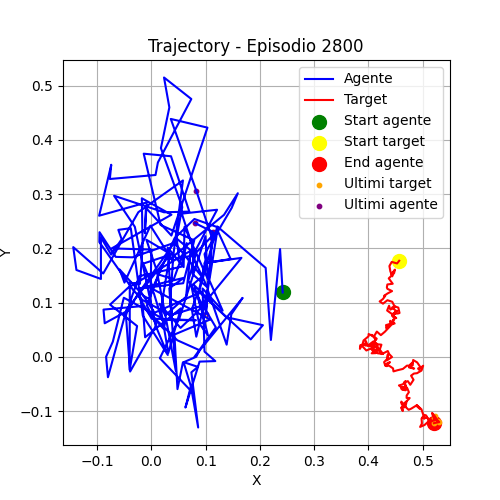 Trajectory - Episodio 2800
Agente
Target
Start agente
Start target
End agente
Ultimi target
Ultimi agente
0.5
0.4
0.3
0.2
0.1
0.0
−0.1
Y
−0.1
0.0
0.1
0.2
0.3
0.4
0.5
X